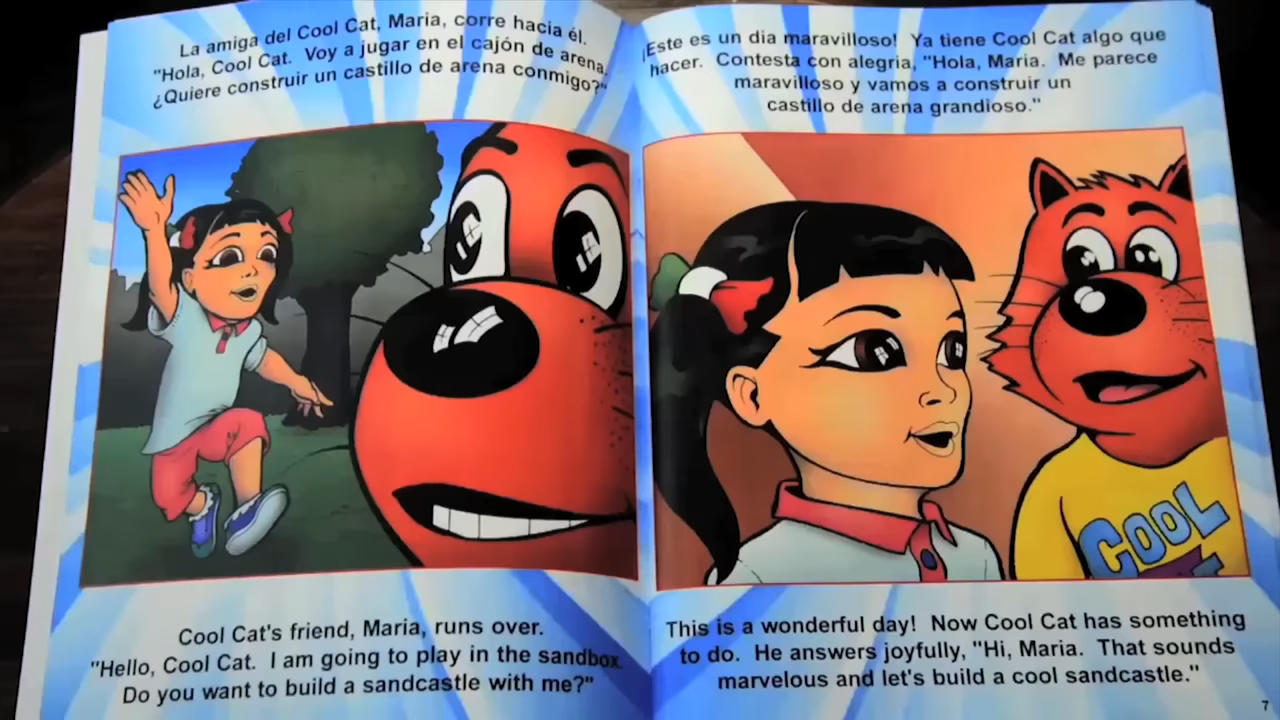 La amiga del Cool Cat, Maria, corre hacia él.
"Hola, Cool Cat. Voy a jugar en el cajón de arena.
¿Quiere construir un castillo de arena conmigo?"
Cool Cat's friend, Maria, runs over.
"Hello, Cool Cat. I am going to play in the sandbox.
Do you want to build a sandcastle with me?"
¡Este es un dia maravilloso! Ya tiene Cool Cat algo que
hacer. Contesta con alegria, "Hola, Maria. Me parece
maravilloso y vamos a construir un
castillo de arena grandioso."
COOL
This is a wonderful day! Now Cool Cat has something
to do. He answers joyfully, "Hi, Maria. That sounds
marvelous and let's build a cool sandcastle."
7